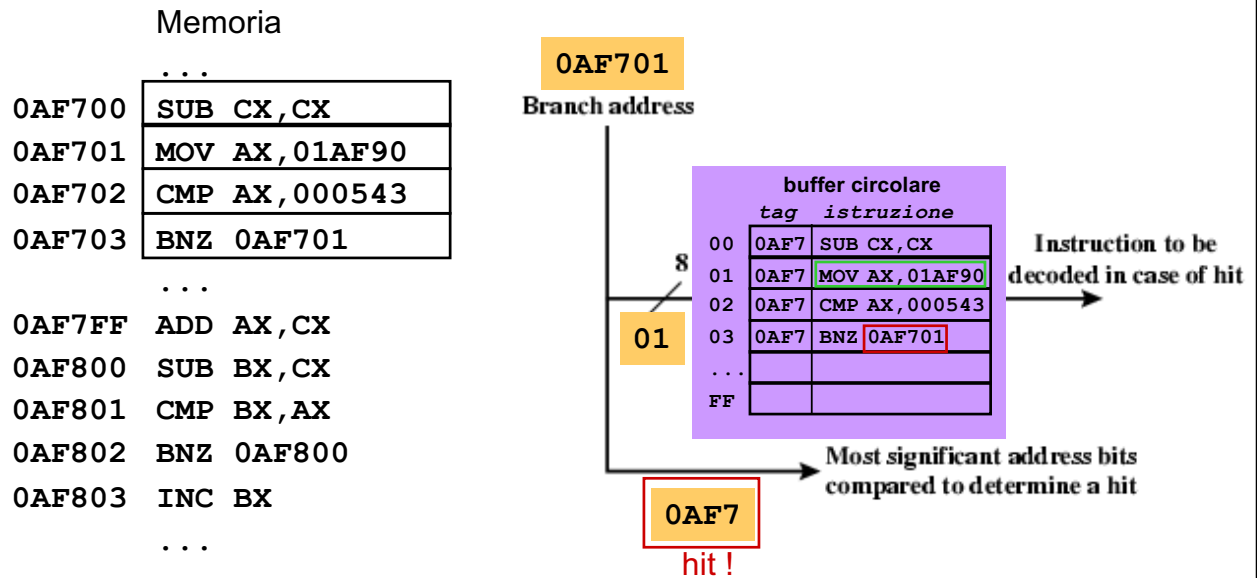 Memoria
...
0AF700 SUB CX,CX
0AF701 MOV AX,01AF90
0AF702 CMP AX,000543
0AF703 BNZ 0AF701
...
0AF7FF ADD AX,CX
0AF800 SUB BX,CX
0AF801 CMP BX,AX
0AF802 BNZ 0AF800
0AF803 INC BX
...
0AF701
Branch address
8
01
buffer circolare
tag istruzione
00 0AF7 SUB CX,CX
01 0AF7 MOV AX,01AF90
02 0AF7 CMP AX,000543
03 0AF7 BNZ 0AF701
...
FF
Instruction to be
decoded in case of hit
Most significant address bits
compared to determine a hit
0AF7
hit !